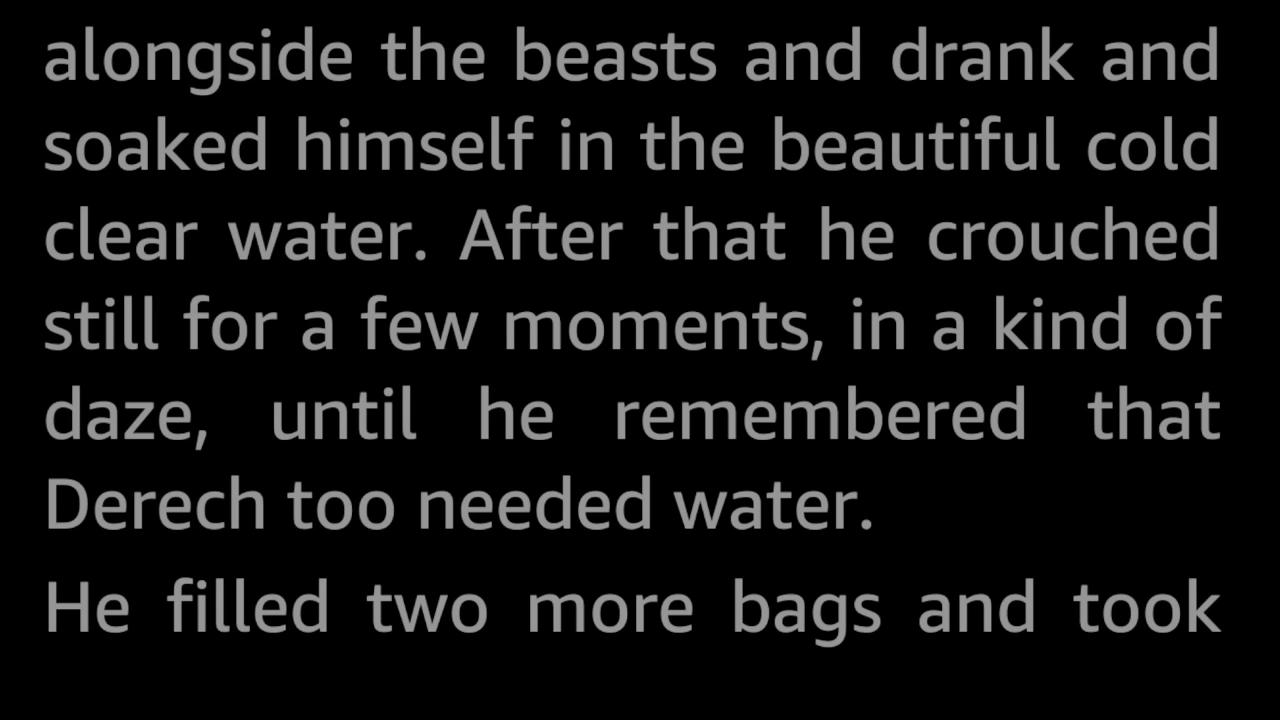 alongside the beasts and drank and
soaked himself in the beautiful cold
clear water. After that he crouched
still for a few moments, in a kind of
daze, until he remembered that
Derech too needed water.
He filled two more bags and took